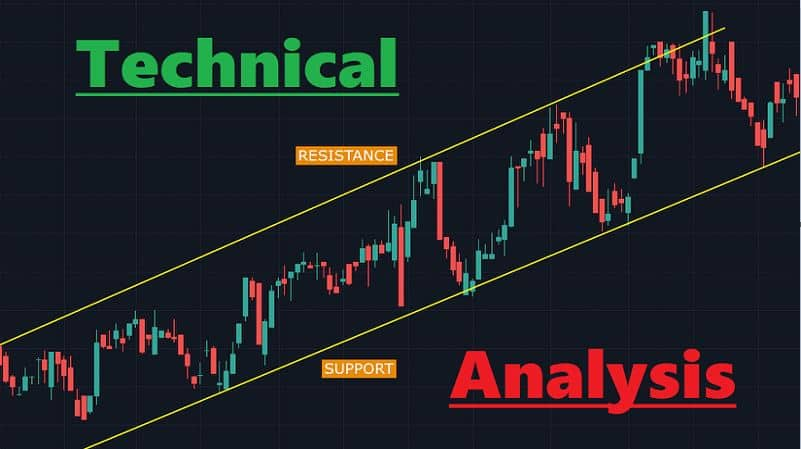 Technical
RESISTANCE
SUPPORT
Analysis